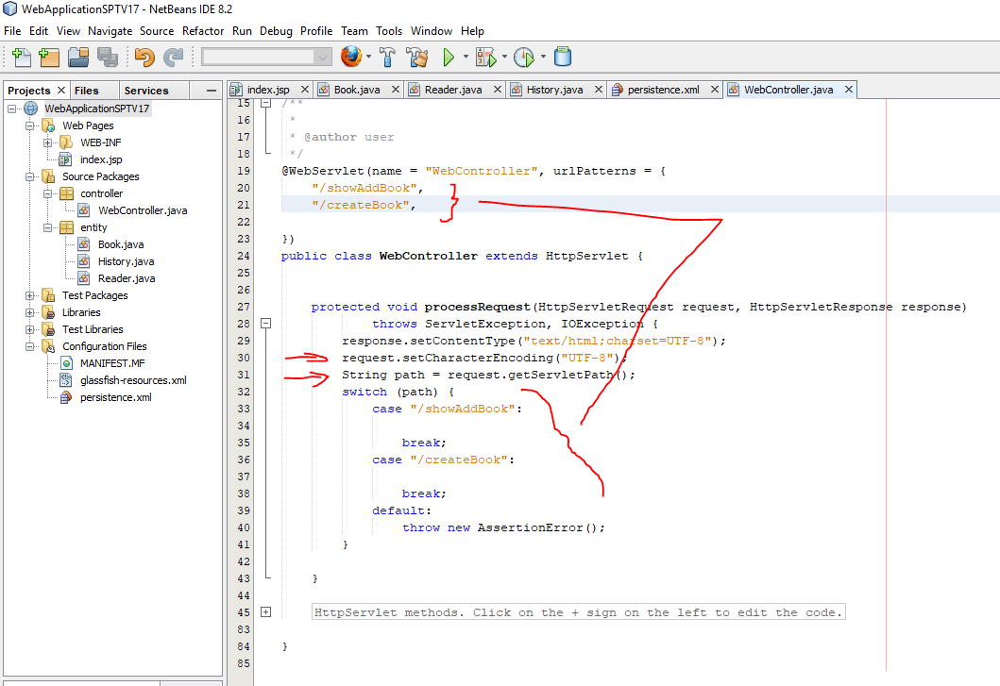 WebApplicationSPTV17 - NetBeans IDE 8.2
File Edit View Navigate Source Refactor Run Debug Profile Team Tools Window Help
Projects Files Services
index.jsp Book.java Reader.java History.java persistence.xml WebController.java
WebApplicationSPTV17
Web Pages
WEB-INF
index.jsp
Source Packages
controller
WebController.java
entity
Book.java
History.java
Reader.java
Test Packages
Libraries
Test Libraries
Configuration Files
MANIFEST.MF
glassfish-resources.xml
persistence.xml
15 /**
16 *
17 * @author user
18 */
19 @WebServlet(name = "WebController", urlPatterns = {
20 "/showAddBook",
21 "/createBook",
22
23 })
24 public class WebController extends HttpServlet {
25
26
27 protected void processRequest(HttpServletRequest request, HttpServletResponse response)
28 throws ServletException, IOException {
29 response.setContentType("text/html;charset=UTF-8");
30 request.setCharacterEncoding("UTF-8");
31 String path = request.getServletPath();
32 switch (path) {
33 case "/showAddBook":
34
35 break;
36 case "/createBook":
37
38 break;
39 default:
40 throw new AssertionError();
41 }
42
43 }
44
45 HttpServlet methods. Click on the + sign on the left to edit the code.
83
84 }
85